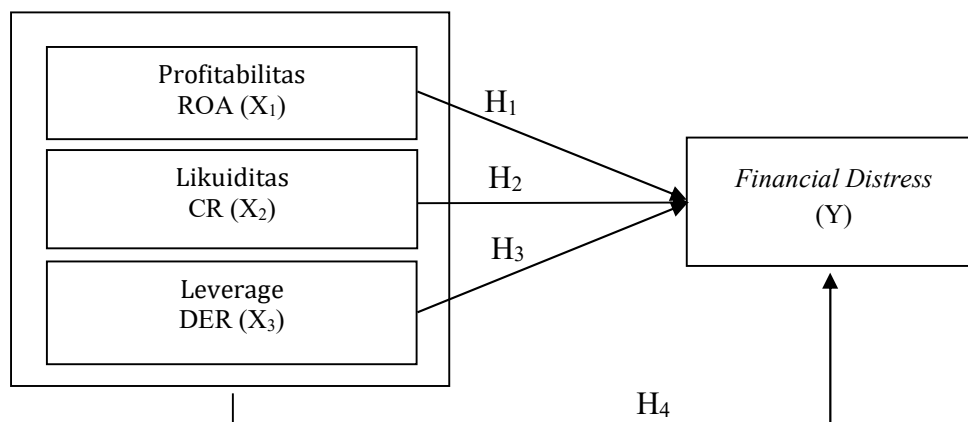 Profitabilitas
ROA (X₁)
H₁
Likuiditas
CR (X₂)
H₂
Financial Distress
(Y)
H₃
Leverage
DER (X₃)
H₄